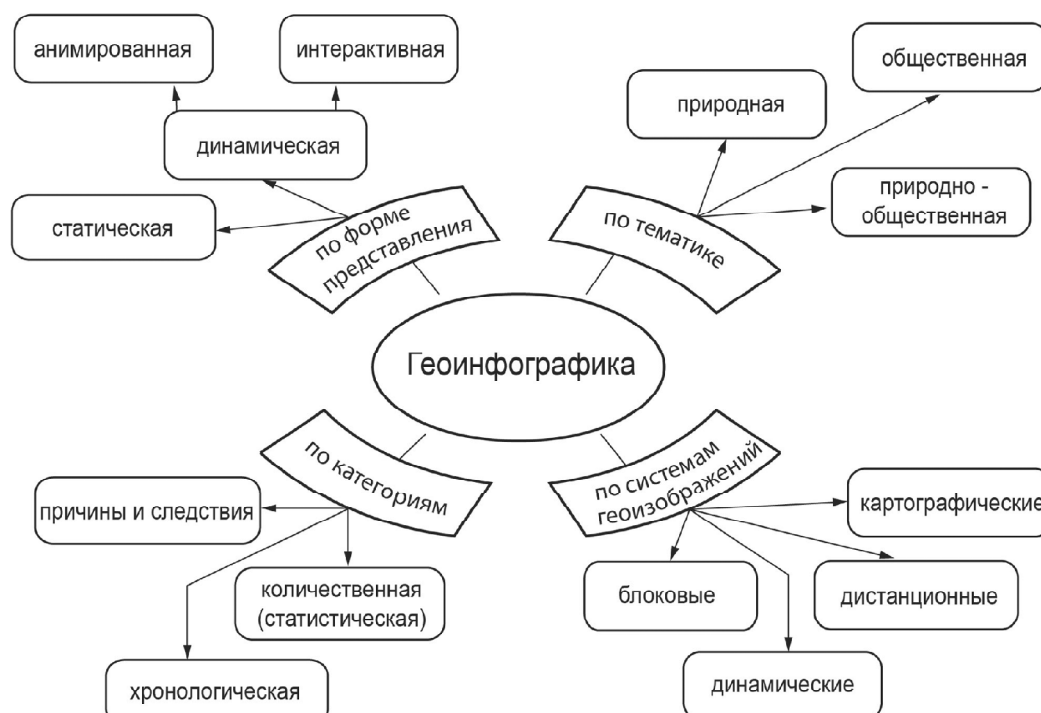 анимированная
интерактивная
динамическая
статическая
по форме
представления
общественная
природная
природно -
общественная
по тематике
Геоинфографика
по категориям
причины и следствия
количественная
(статистическая)
хронологическая
по системам
геоизображений
картографические
блоковые
дистанционные
динамические